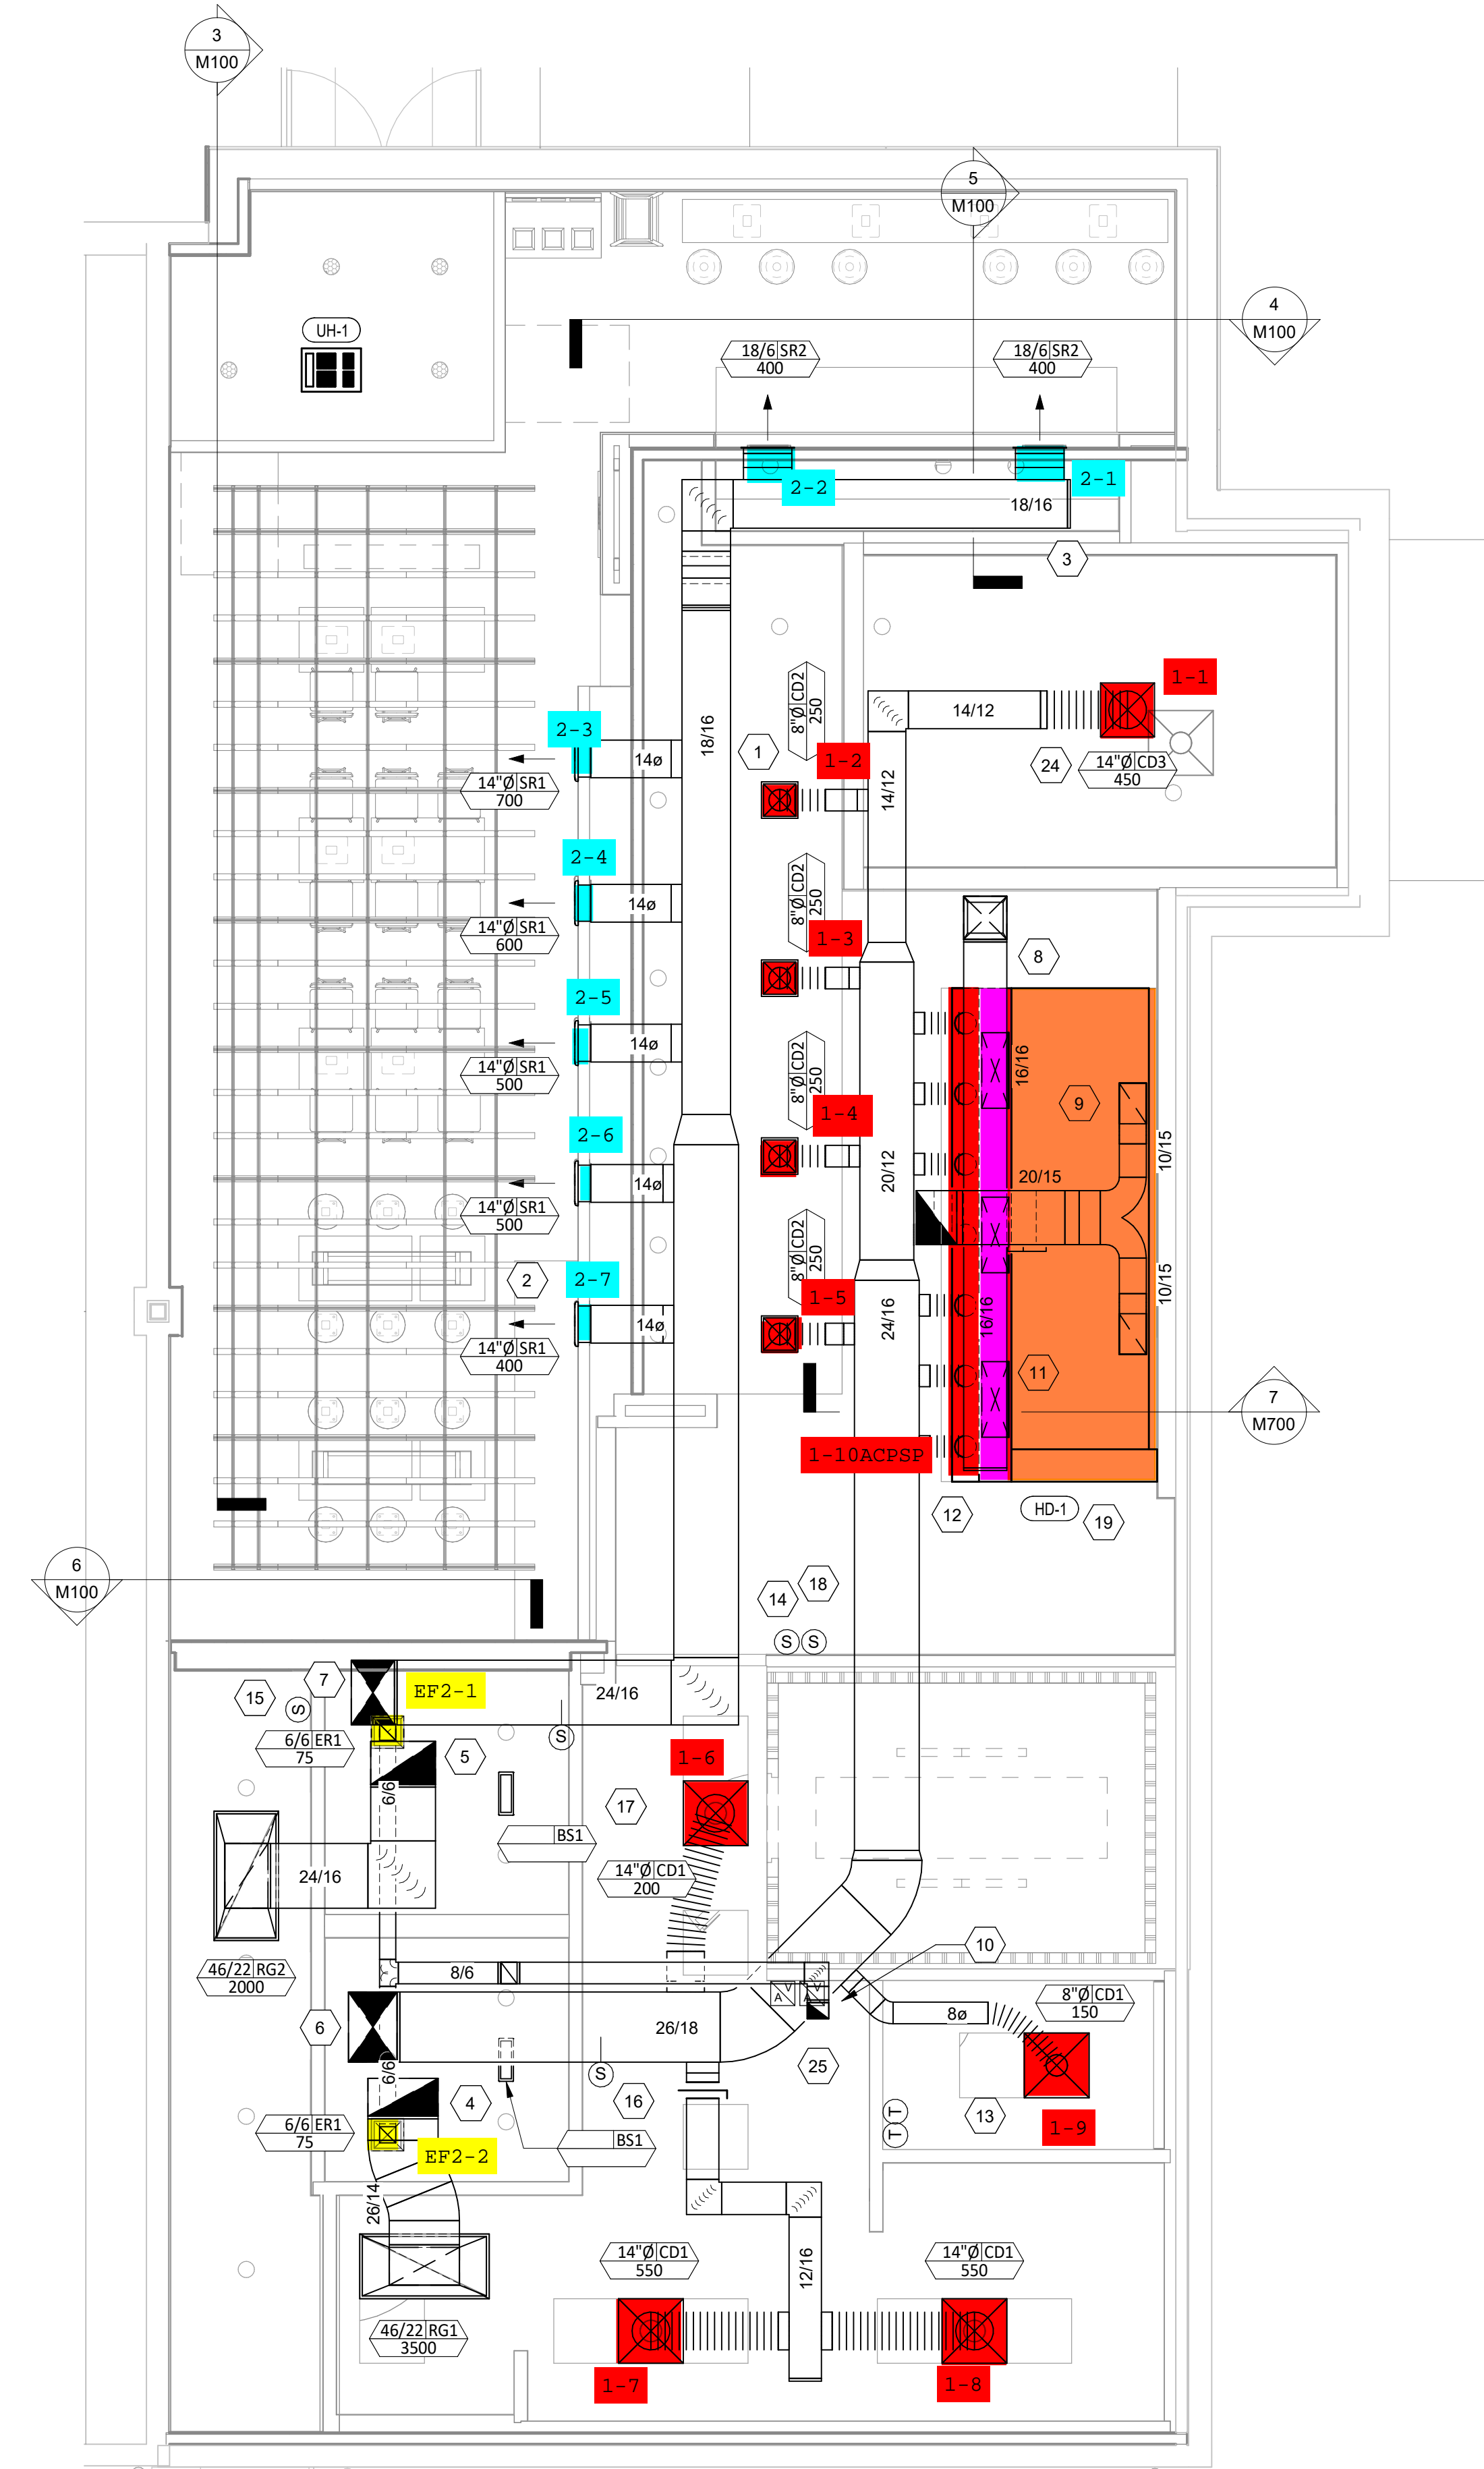 3
M100
5
M100
UH-1
4
M100
18/6 SR2
400
18/6 SR2
400
2-2
2-1
18/16
3
1-1
8"Ø CD2
250
2-3
18/16
1
1-2
14/12
14/12
14ø
24
14"Ø CD3
450
14"Ø SR1
700
2-4
8"Ø CD2
250
14ø
14"Ø SR1
600
1-3
8
2-5
14ø
14"Ø SR1
500
8"Ø CD2
250
16/16
9
1-4
2-6
20/12
10/15
14ø
20/15
14"Ø SR1
500
8"Ø CD2
250
2
2-7
1-5
10/15
14ø
24/16
16/16
14"Ø SR1
400
11
7
M700
1-10ACPSP
12
HD-1
19
6
M100
14
18
S
S
7
15
S
EF2-1
24/16
S
6/6 ER1
75
5
1-6
6/6
17
BS1
24/16
14"Ø CD1
200
46/22 RG2
2000
8/6
10
A
V
A
V
8"Ø CD1
150
8ø
6
26/18
25
S
16
6/6
4
13
T
T
6/6 ER1
75
1-9
EF2-2
BS1
26/14
14"Ø CD1
550
12/16
14"Ø CD1
550
46/22 RG1
3500
1-7
1-8